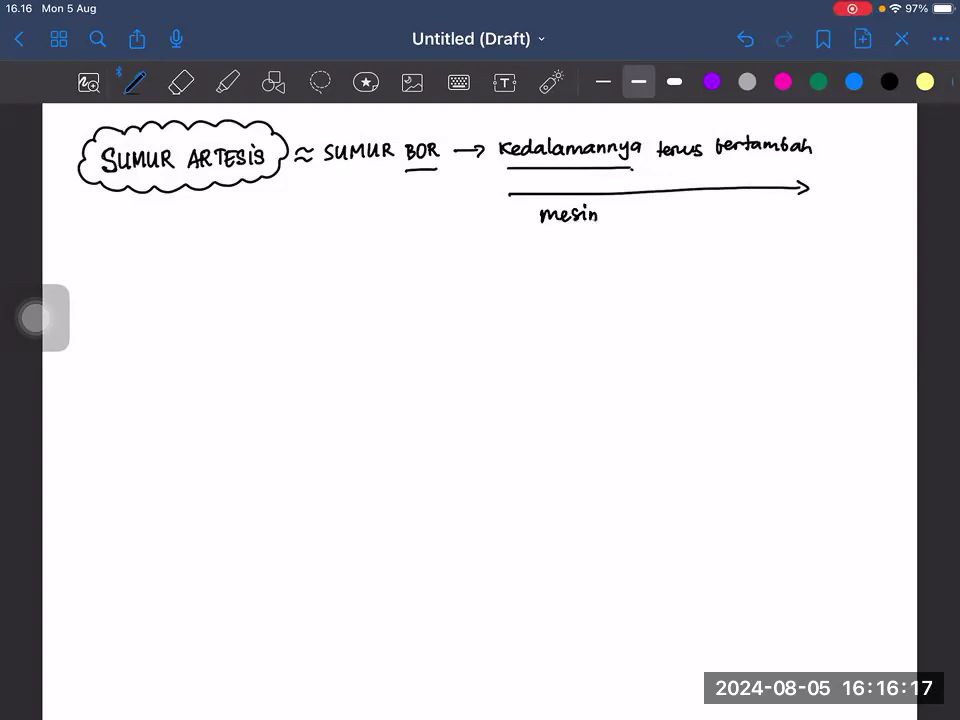 16.16 Mon 5 Aug 97%
Untitled (Draft)
SUMUR ARTESIS ≈ SUMUR BOR → Kedalamannya terus bertambah
mesin
2024-08-05 16:16:17